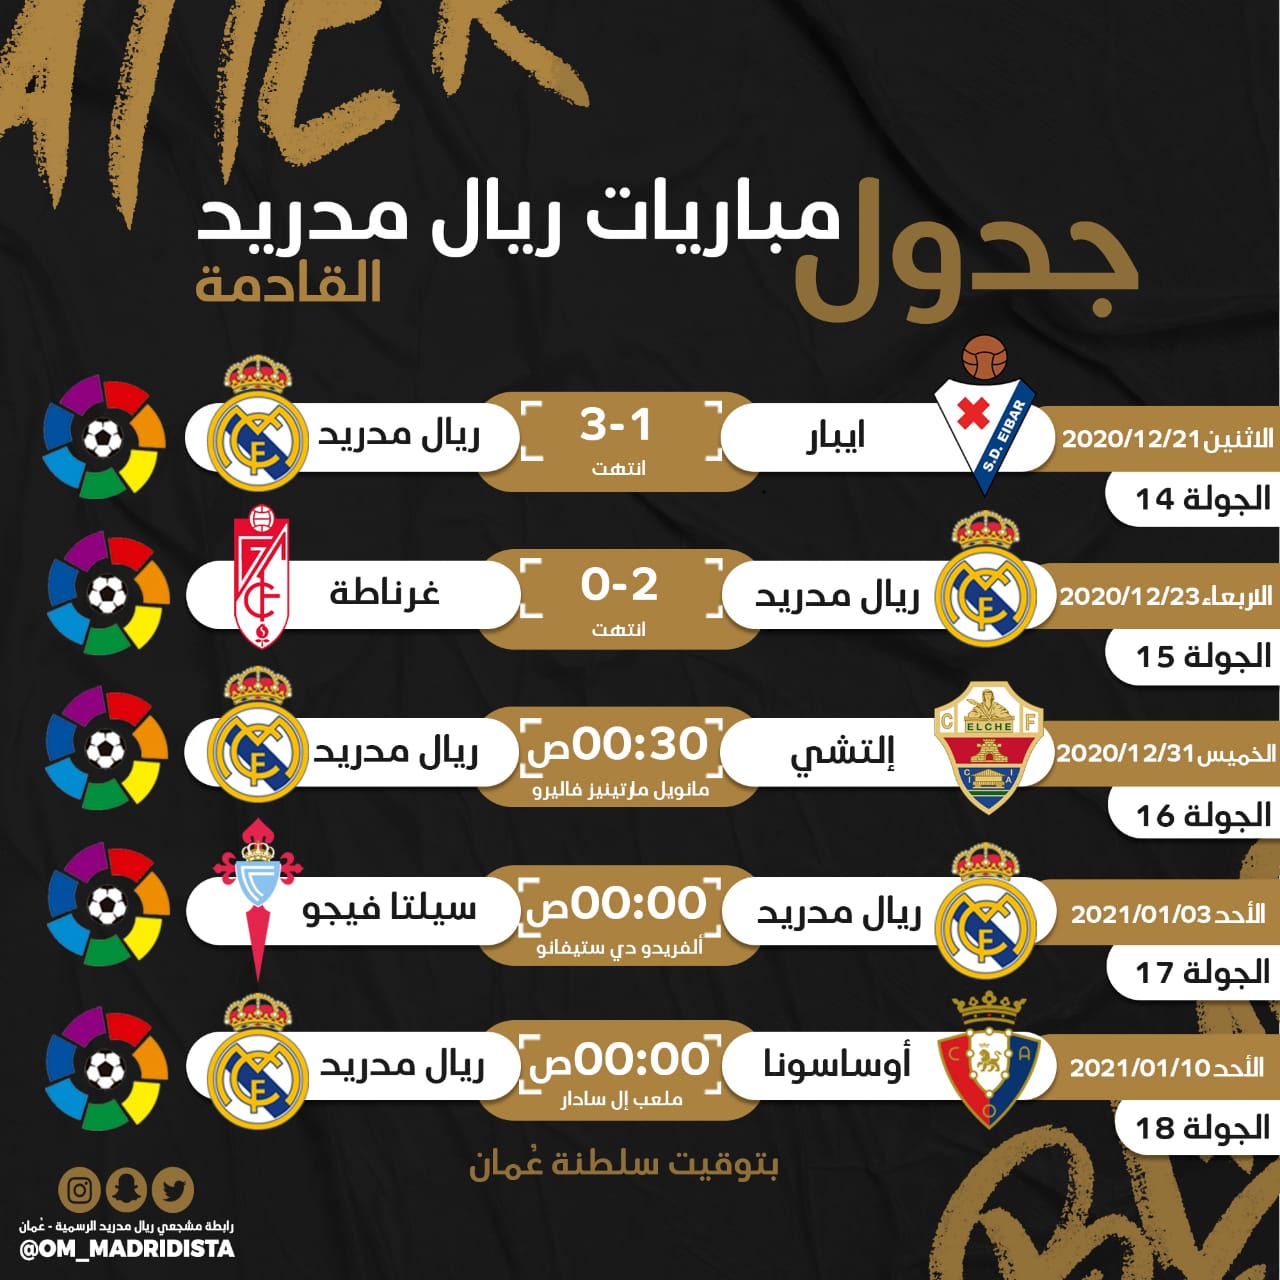 جدول مباريات ريال مدريد
القادمة
الاثنين 2020/12/21
الجولة 14
ايبار
3-1
انتهت
ريال مدريد
S.D. EIBAR
الاربعاء 2020/12/23
الجولة 15
ريال مدريد
0-2
انتهت
غرناطة
الخميس 2020/12/31
الجولة 16
C ELCHE F
إلتشي
00:30ص
مانويل مارتينيز فاليرو
ريال مدريد
الأحد 2021/01/03
الجولة 17
ريال مدريد
00:00ص
ألفريدو دي ستيفانو
سيلتا فيجو
الأحد 2021/01/10
الجولة 18
C A
O
أوساسونا
00:00ص
ملعب إل سادار
ريال مدريد
بتوقيت سلطنة عُمان
رابطة مشجعي ريال مدريد الرسمية - عُمان
@OM_MADRIDISTA